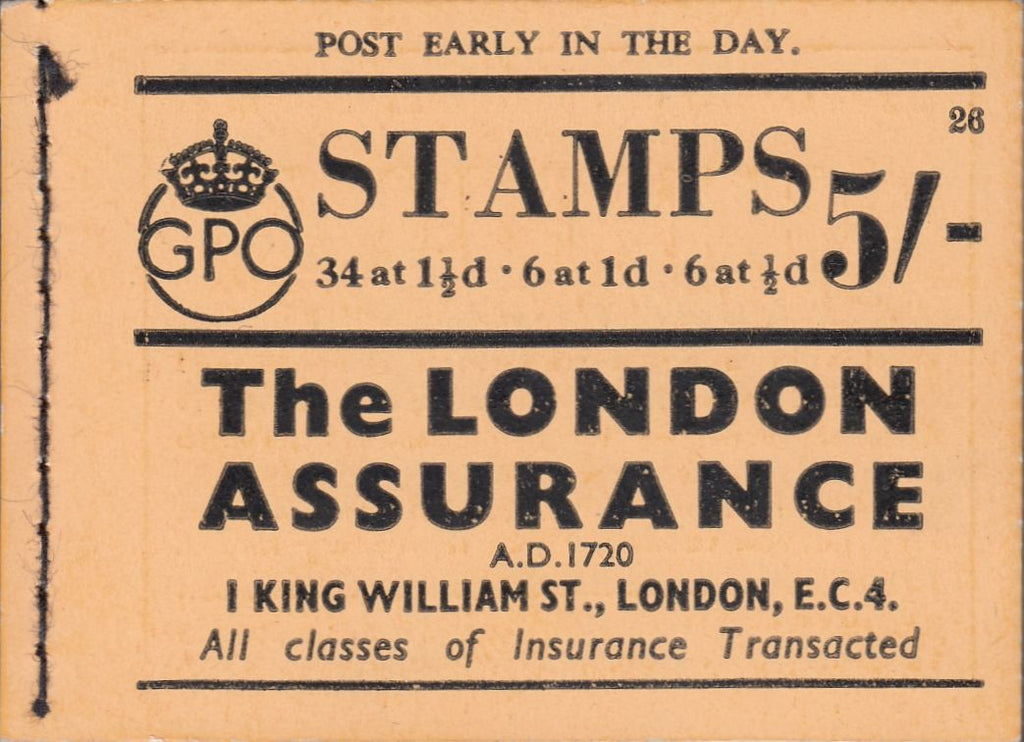 POST EARLY IN THE DAY.
26
STAMPS 5/-
GPO
34 at 1½d · 6 at 1d · 6 at ½d
The LONDON
ASSURANCE
A.D. 1720
1 KING WILLIAM ST., LONDON, E.C.4.
All classes of Insurance Transacted